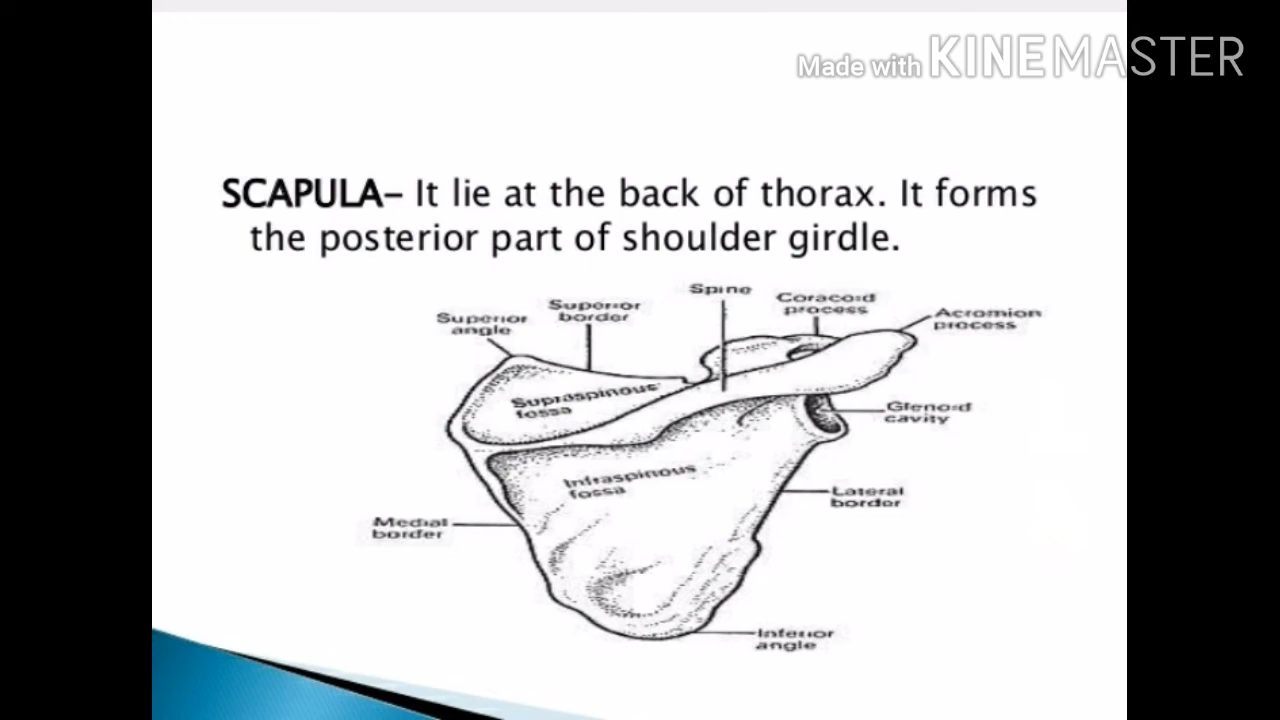 Made with KINEMASTER
SCAPULA- It lie at the back of thorax. It forms
the posterior part of shoulder girdle.
Spine
Coracoid
process
Superior
border
Superior
angle
Acromion
process
Supraspinous
fossa
Glenoid
cavity
Infraspinous
fossa
Lateral
border
Medial
border
Inferior
angle